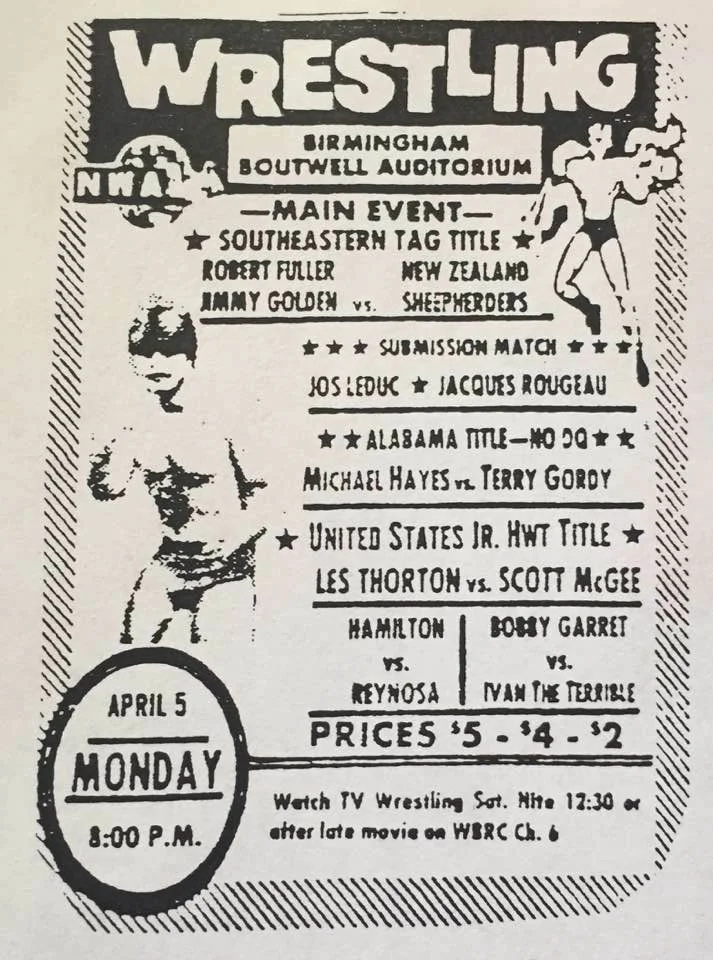 WRESTLING
BIRMINGHAM
BOUTWELL AUDITORIUM
NWA
—MAIN EVENT—
★ SOUTHEASTERN TAG TITLE ★
ROBERT FULLER NEW ZEALAND
JIMMY GOLDEN vs. SHEEPHERDERS
★ ★ ★ SUBMISSION MATCH ★ ★ ★
JOS LEDUC ★ JACQUES ROUGEAU
★ ★ ALABAMA TITLE—NO DQ ★ ★
MICHAEL HAYES vs. TERRY GORDY
★ UNITED STATES JR. HWT TITLE ★
LES THORTON vs. SCOTT McGEE
HAMILTON
vs.
REYNOSA
BOBBY GARRET
vs.
IVAN THE TERRIBLE
PRICES $5 - $4 - $2
APRIL 5
MONDAY
8:00 P.M.
Watch TV Wrestling Sat. Nite 12:30 or
after late movie on WBRC Ch. 6